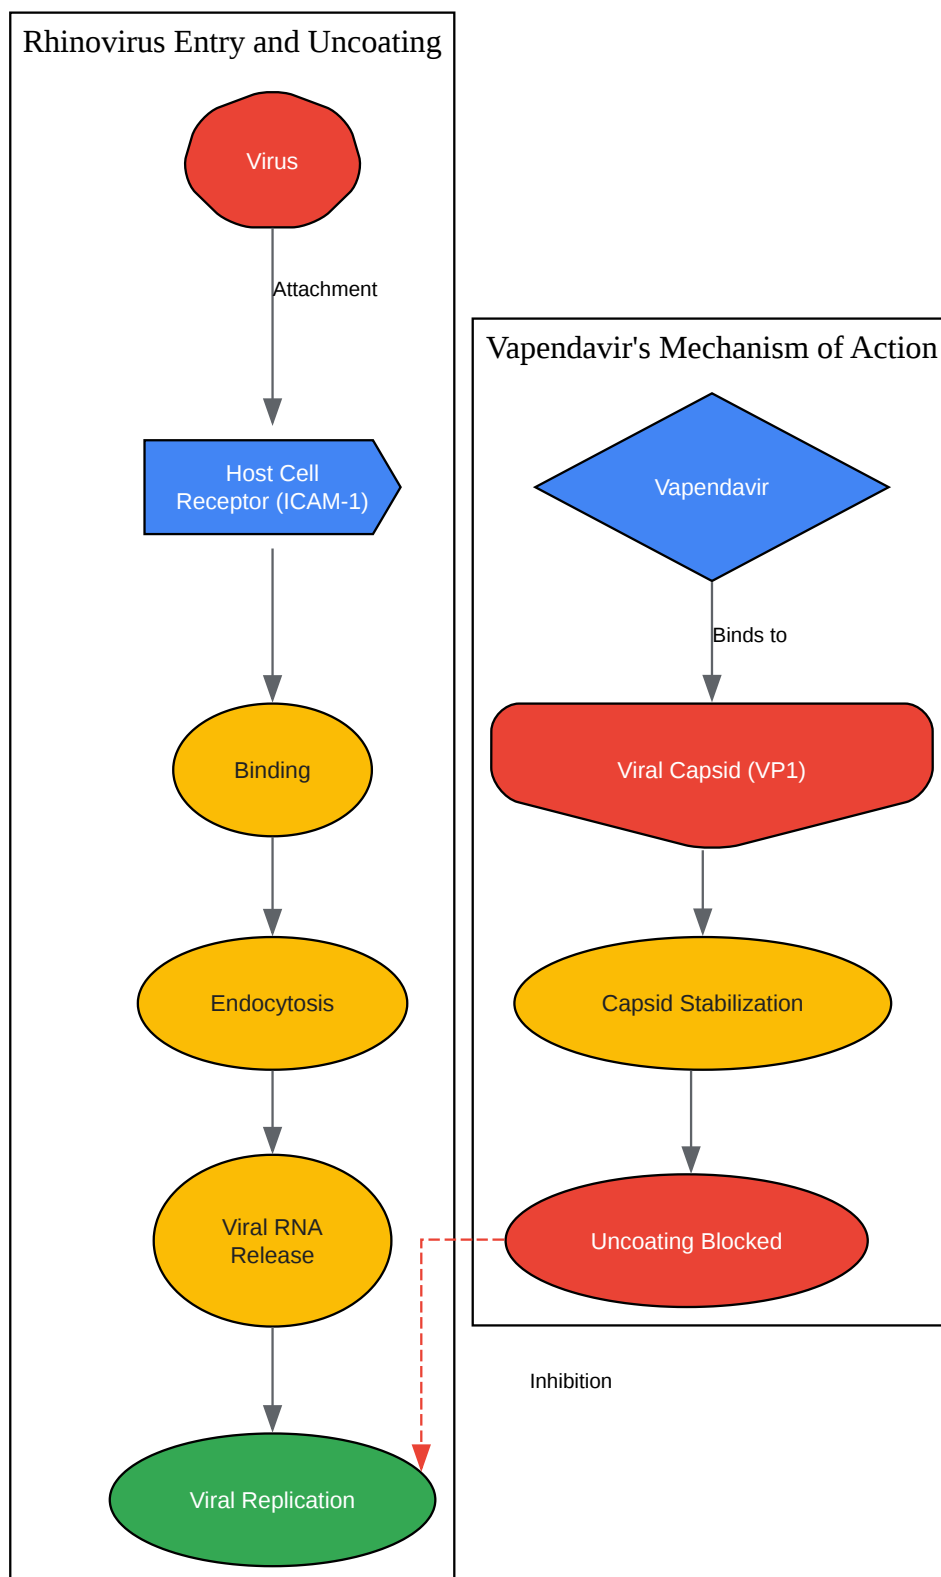 Rhinovirus Entry and Uncoating
Virus
Attachment
Host Cell
Receptor (ICAM-1)
Binding
Endocytosis
Viral RNA
Release
Viral Replication
Vapendavir's Mechanism of Action
Vapendavir
Binds to
Viral Capsid (VP1)
Capsid Stabilization
Uncoating Blocked
Inhibition